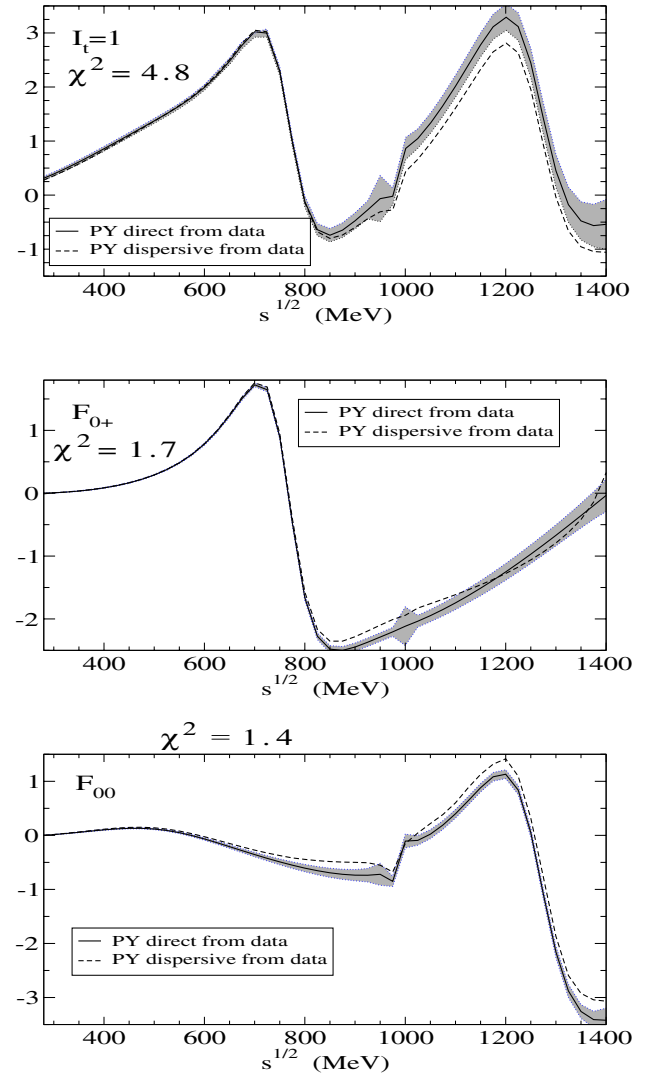 3
2
1
0
-1
I_t=1
χ² = 4.8
PY direct from data
PY dispersive from data
400 600 800 1000 1200 1400
s^{1/2} (MeV)
1
0
-1
-2
F_{0+}
χ² = 1.7
PY direct from data
PY dispersive from data
400 600 800 1000 1200 1400
s^{1/2} (MeV)
χ² = 1.4
1
0
-1
-2
-3
F_{00}
PY direct from data
PY dispersive from data
400 600 800 1000 1200 1400
s^{1/2} (MeV)